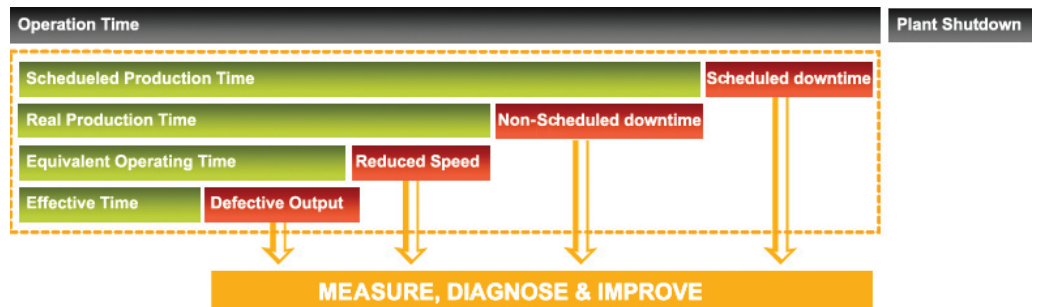 Operation Time
Plant Shutdown
Schedueled Production Time
Scheduled downtime
Real Production Time
Non-Scheduled downtime
Equivalent Operating Time
Reduced Speed
Effective Time
Defective Output
MEASURE, DIAGNOSE & IMPROVE